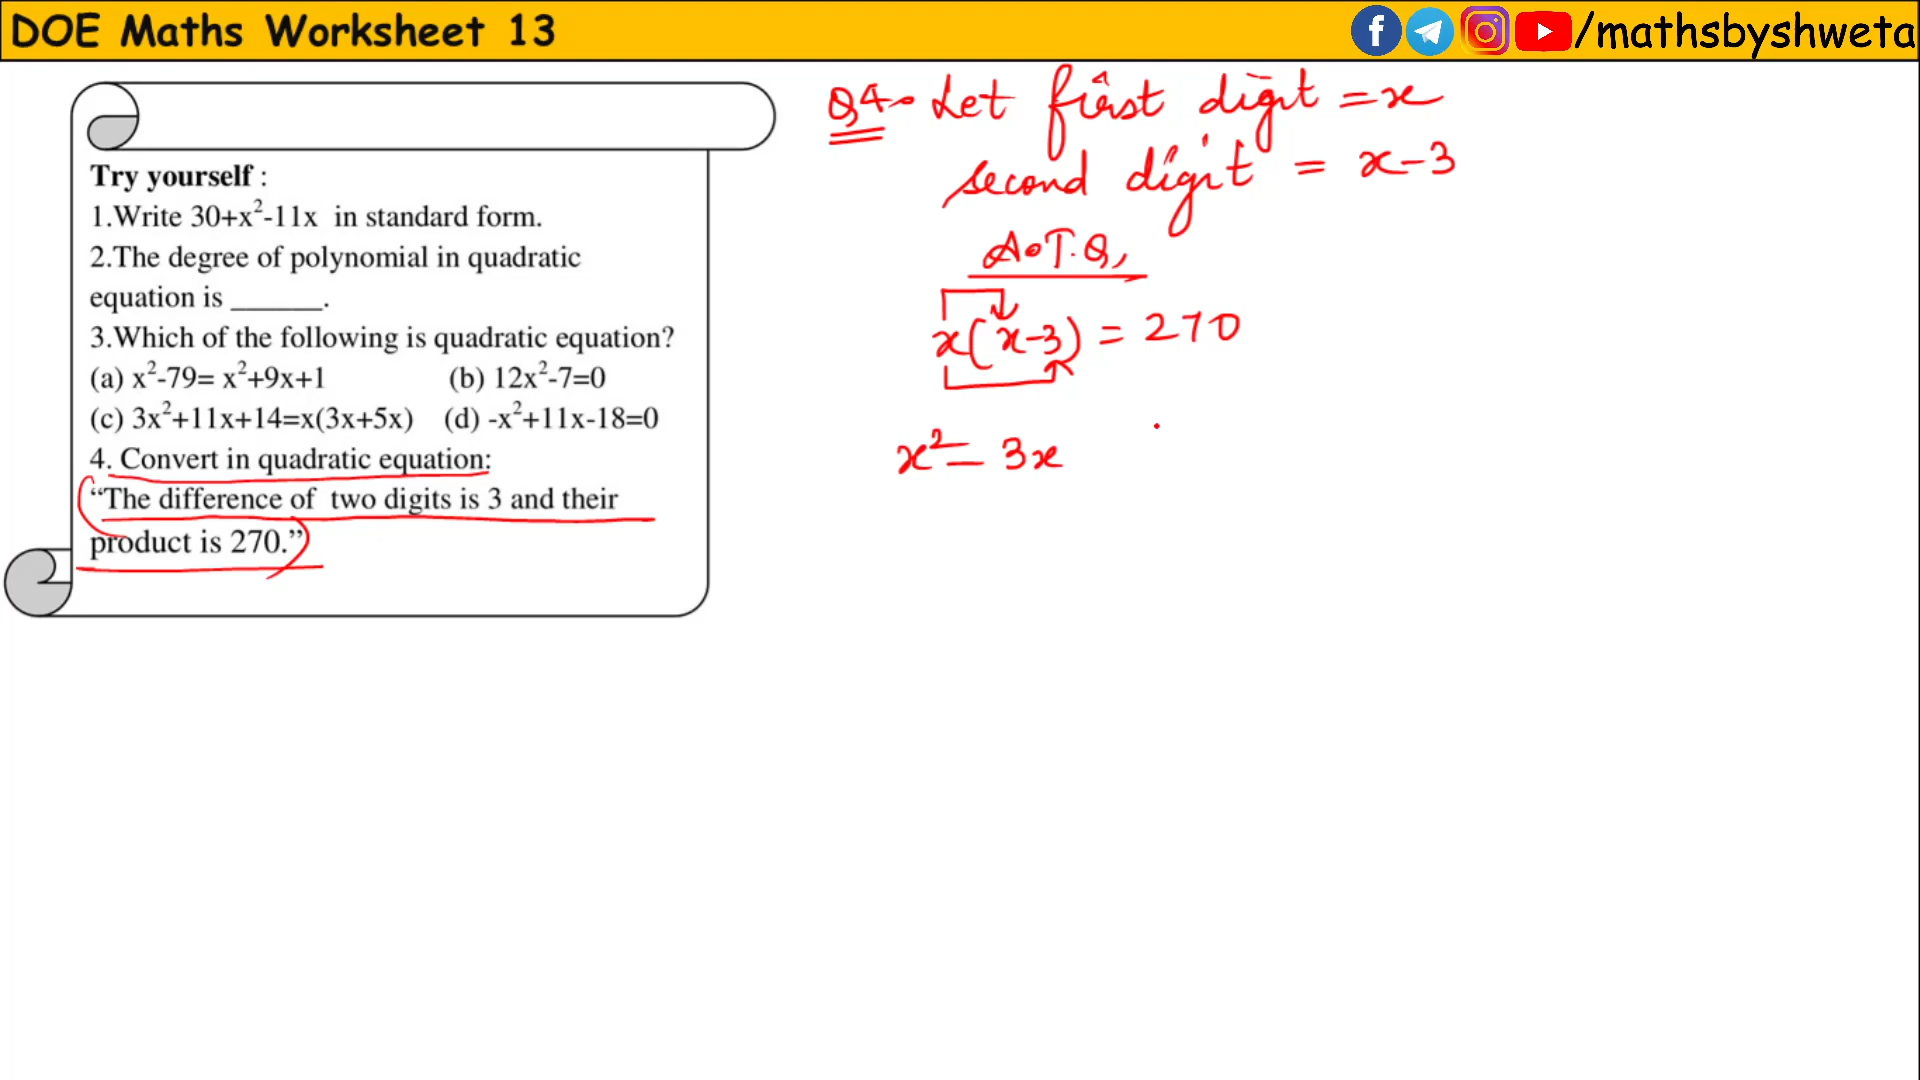 DOE Maths Worksheet 13
/mathsbyshweta
Try yourself :
1.Write 30+x²-11x in standard form.
2.The degree of polynomial in quadratic
equation is ______.
3.Which of the following is quadratic equation?
(a) x²-79= x²+9x+1 (b) 12x²-7=0
(c) 3x²+11x+14=x(3x+5x) (d) -x²+11x-18=0
4. Convert in quadratic equation:
“The difference of two digits is 3 and their
product is 270.”
Q4. Let first digit = x
second digit = x-3
A.T.Q,
x(x-3) = 270
x² - 3x